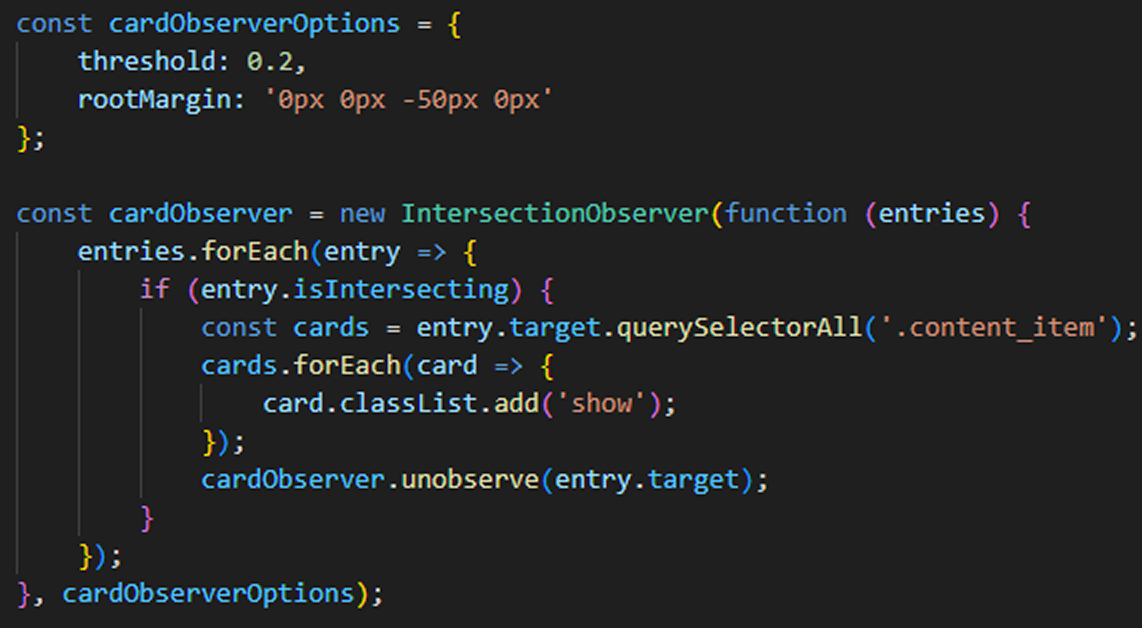 const cardObserverOptions = {
    threshold: 0.2,
    rootMargin: '0px 0px -50px 0px'
};

const cardObserver = new IntersectionObserver(function (entries) {
    entries.forEach(entry => {
        if (entry.isIntersecting) {
            const cards = entry.target.querySelectorAll('.content_item');
            cards.forEach(card => {
                card.classList.add('show');
            });
            cardObserver.unobserve(entry.target);
        }
    });
}, cardObserverOptions);